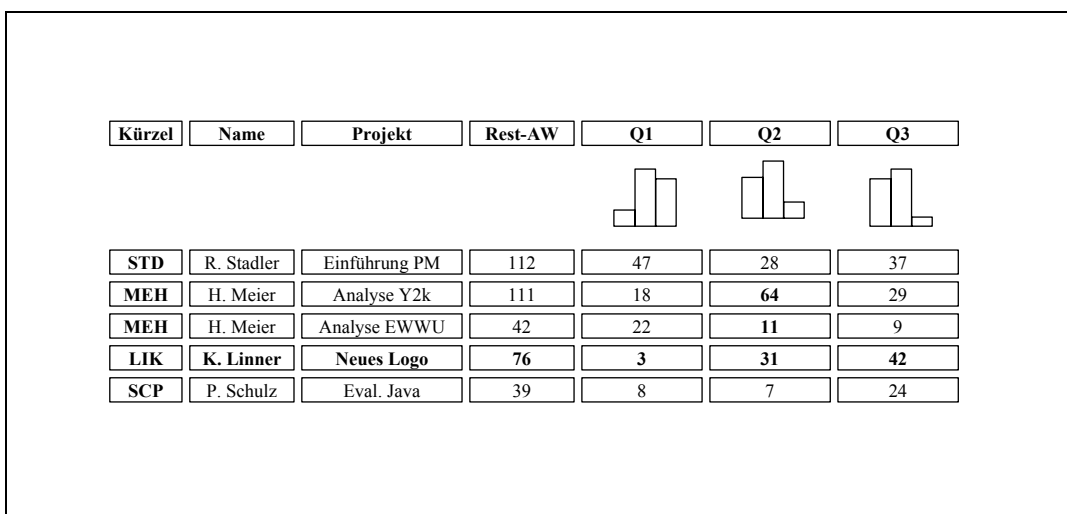 Kürzel Name Projekt Rest-AW Q1 Q2 Q3
STD R. Stadler Einführung PM 112 47 28 37
MEH H. Meier Analyse Y2k 111 18 64 29
MEH H. Meier Analyse EWWU 42 22 11 9
LIK K. Linner Neues Logo 76 3 31 42
SCP P. Schulz Eval. Java 39 8 7 24